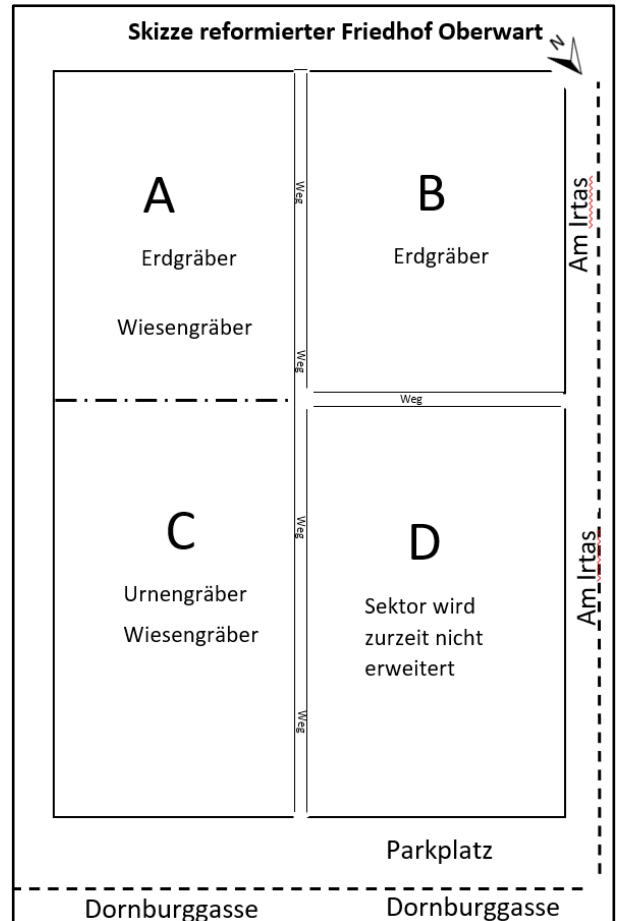 Skizze reformierter Friedhof Oberwart
N
A
Erdgräber
Wiesengräber
Weg
Weg
B
Erdgräber
Am Irtas
Weg
C
Urnengräber
Wiesengräber
Weg
Weg
D
Sektor wird
zurzeit nicht
erweitert
Am Irtas
Parkplatz
Dornburggasse
Dornburggasse